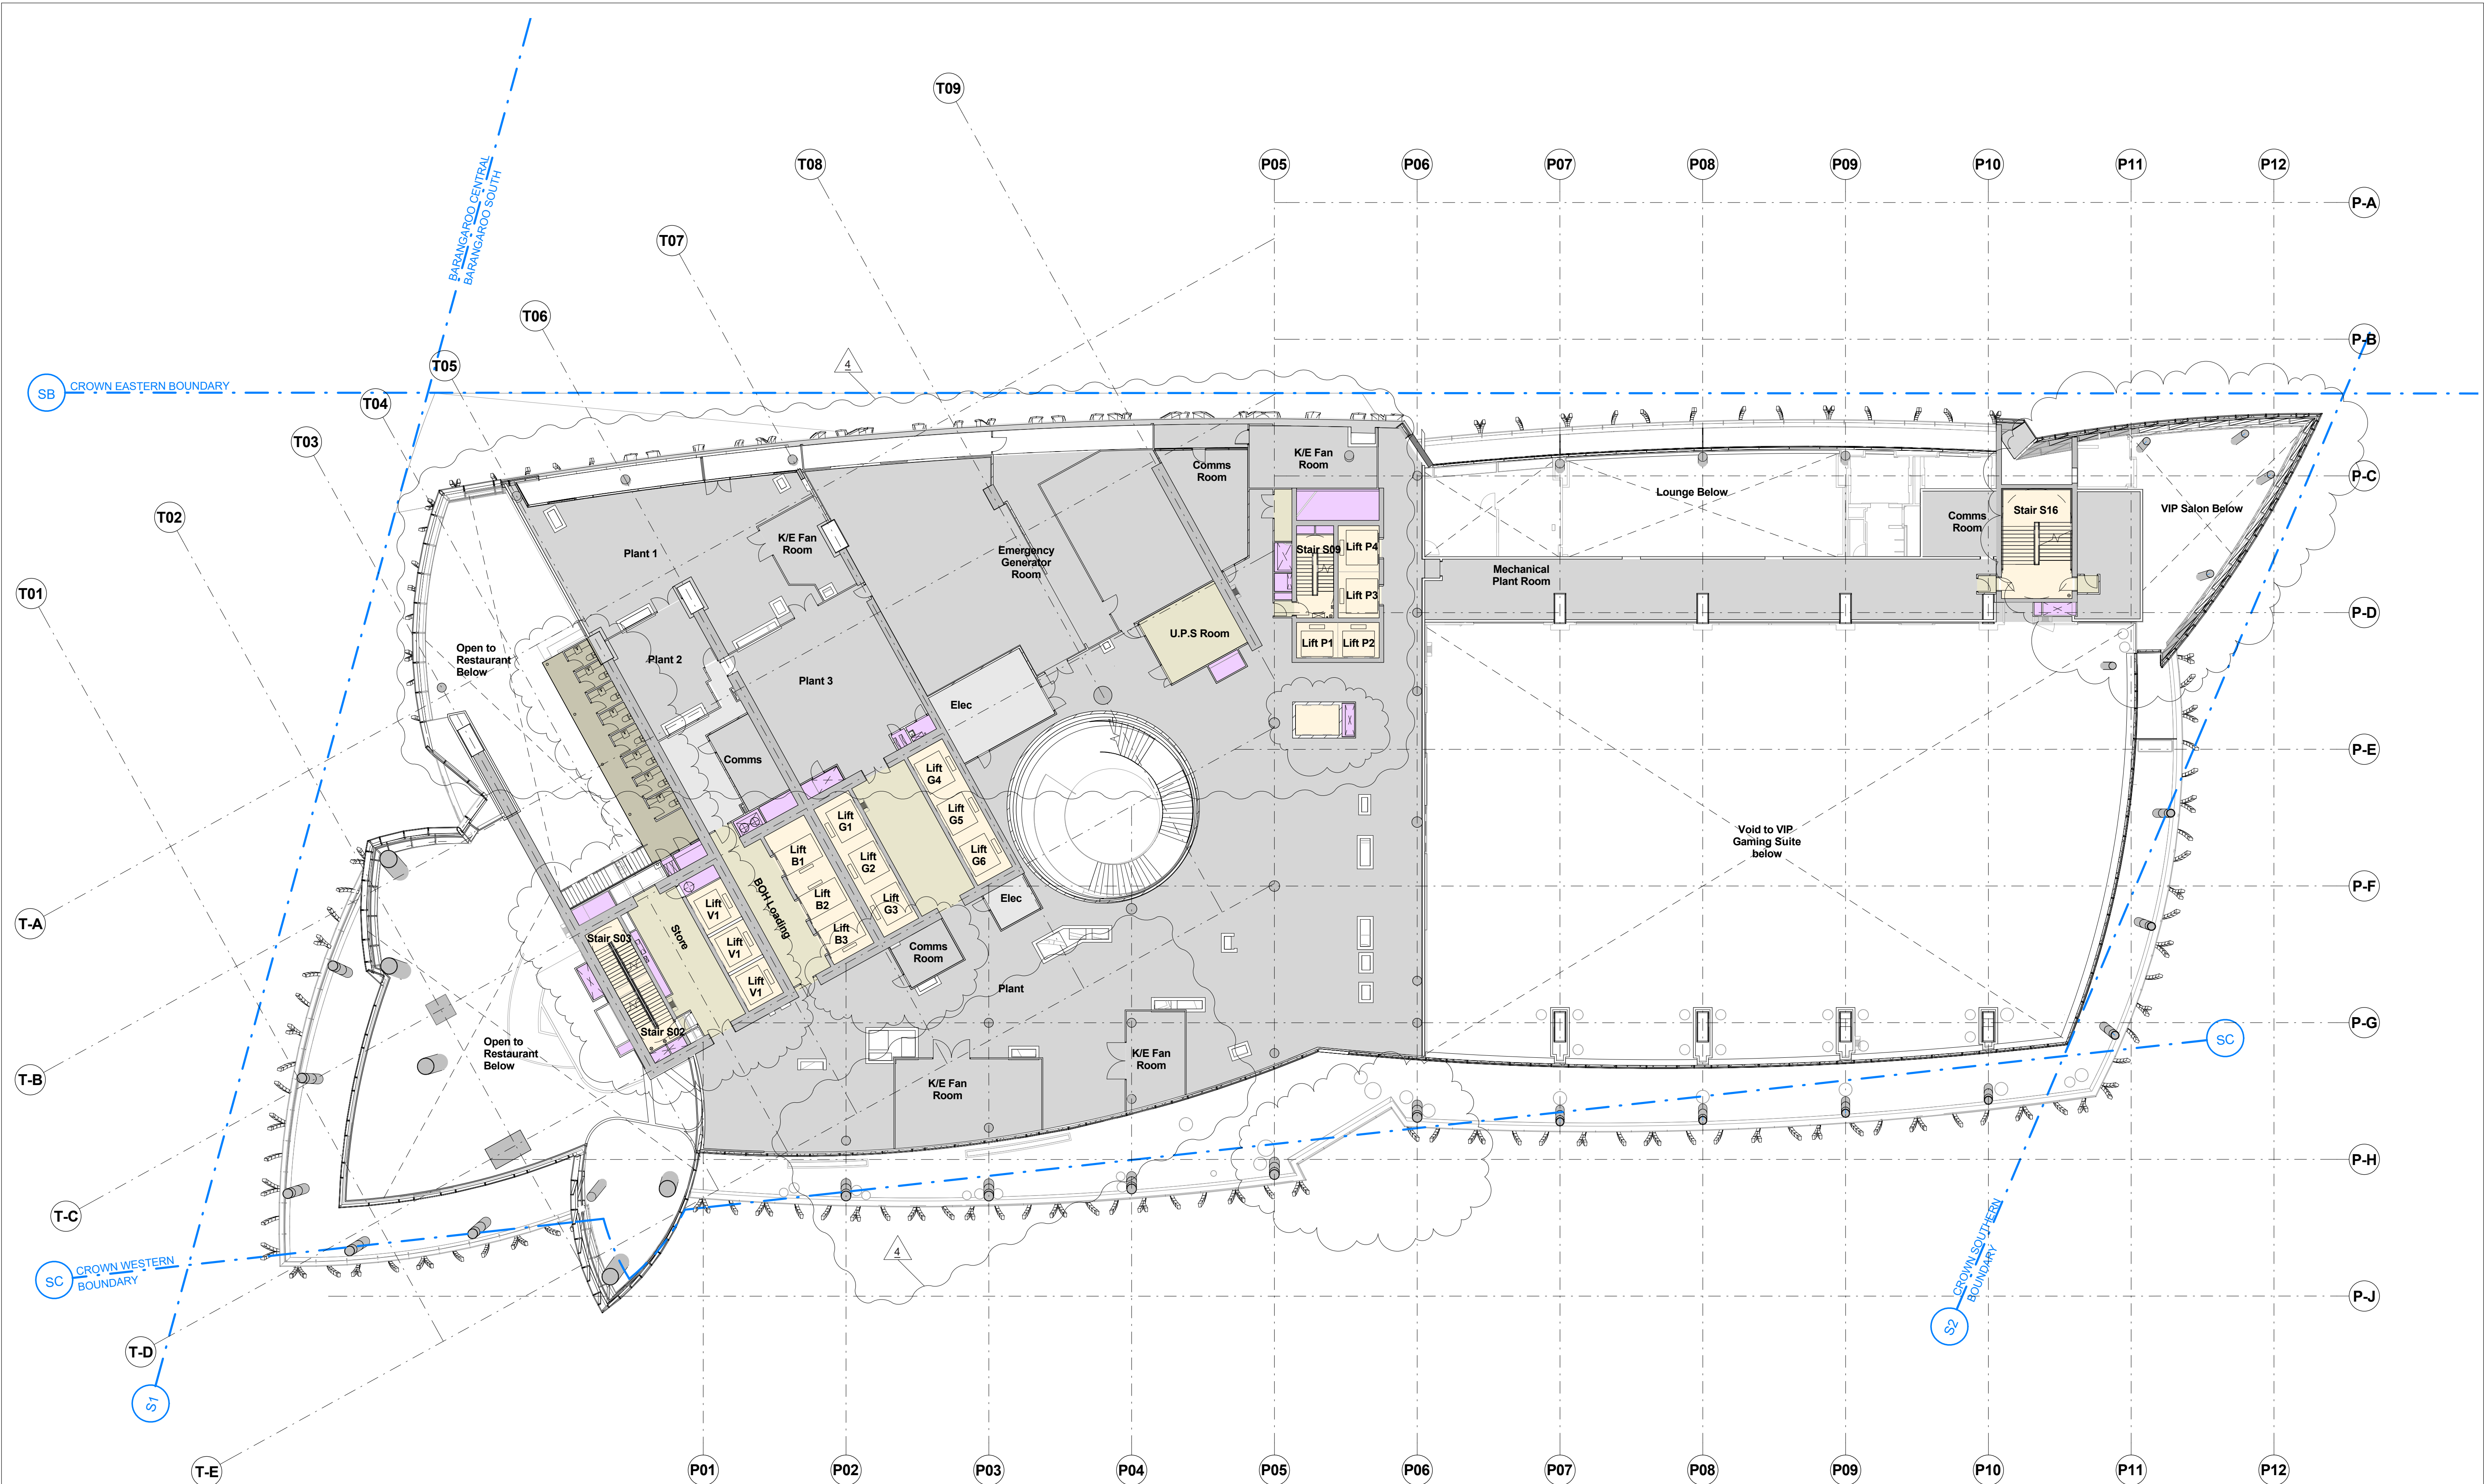 T09
T08
P05
P06
P07
P08
P09
P10
P11
P12
P-A
BARANGAROO CENTRAL
BARANGAROO SOUTH
T07
T06
P-B
T05
4
SB
CROWN EASTERN BOUNDARY
T04
T03
T02
T01
K/E Fan
Room
Comms
Room
P-C
Lounge Below
Stair S16
VIP Salon Below
Comms
Room
K/E Fan
Room
Plant 1
Emergency
Generator
Room
Stair S09
Lift P4
Mechanical
Plant Room
Lift P3
P-D
U.P.S Room
Lift P1
Lift P2
Open to
Restaurant
Below
Plant 2
Plant 3
Elec
P-E
Comms
Lift
G4
Lift
G5
Lift
G6
Lift
G1
Lift
G2
Lift
G3
Lift
B1
Lift
B2
Lift
B3
Void to VIP
Gaming Suite
below
BOH Loading
P-F
Elec
T-A
Lift
V1
Lift
V1
Lift
V1
Store
Stair S03
Comms
Room
Plant
Stair S02
P-G
SC
Open to
Restaurant
Below
K/E Fan
Room
K/E Fan
Room
T-B
P-H
T-C
4
SC
CROWN WESTERN
BOUNDARY
CROWN SOUTHERN
BOUNDARY
P-J
S2
T-D
S1
T-E
P01
P02
P03
P04
P05
P06
P07
P08
P09
P10
P11
P12